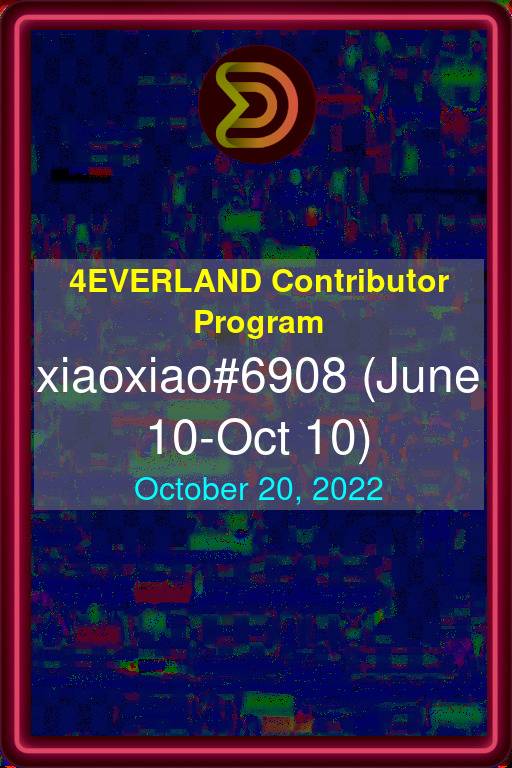 4EVERLAND Contributor
Program
xiaoxiao#6908 (June
10-Oct 10)
October 20, 2022